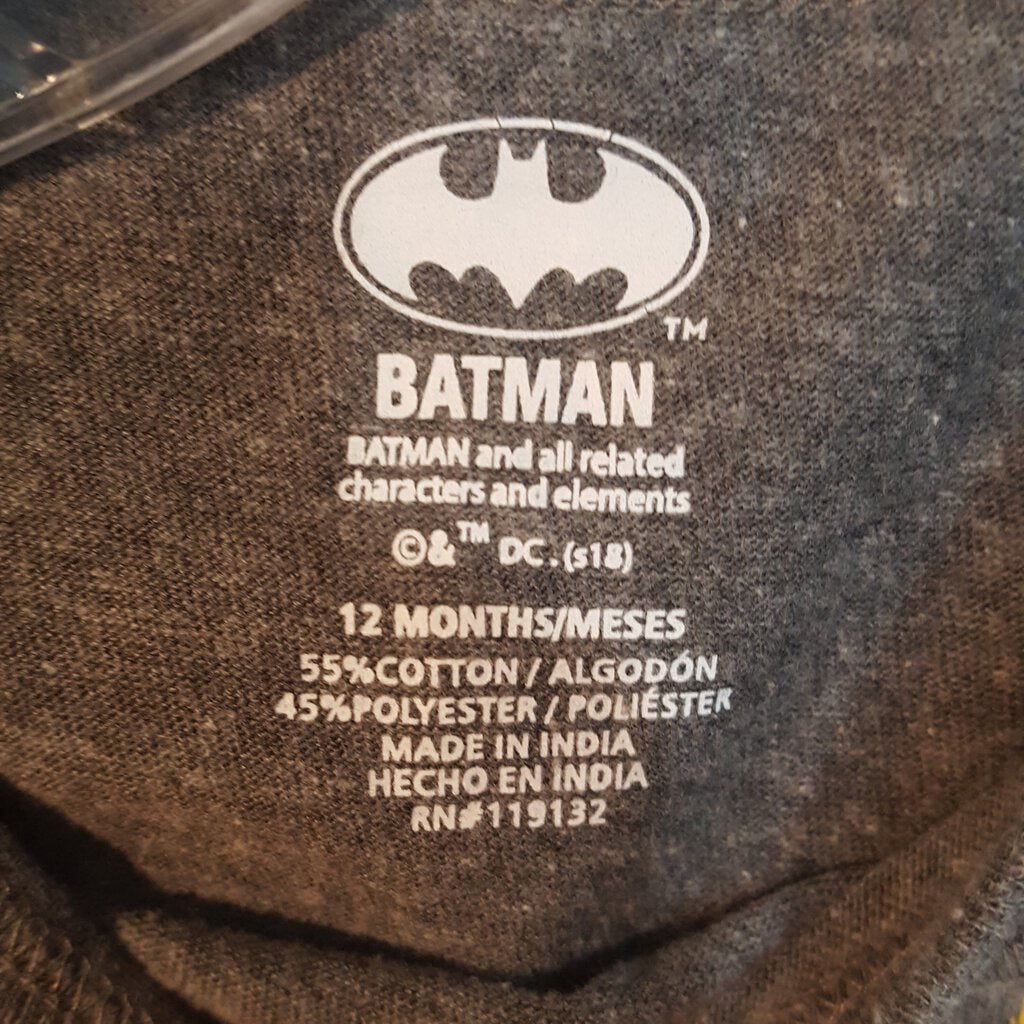 TM
BATMAN
BATMAN and all related
characters and elements
©&™ DC. (s18)
12 MONTHS/MESES
55%COTTON / ALGODÓN
45%POLYESTER / POLIÉSTER
MADE IN INDIA
HECHO EN INDIA
RN#119132